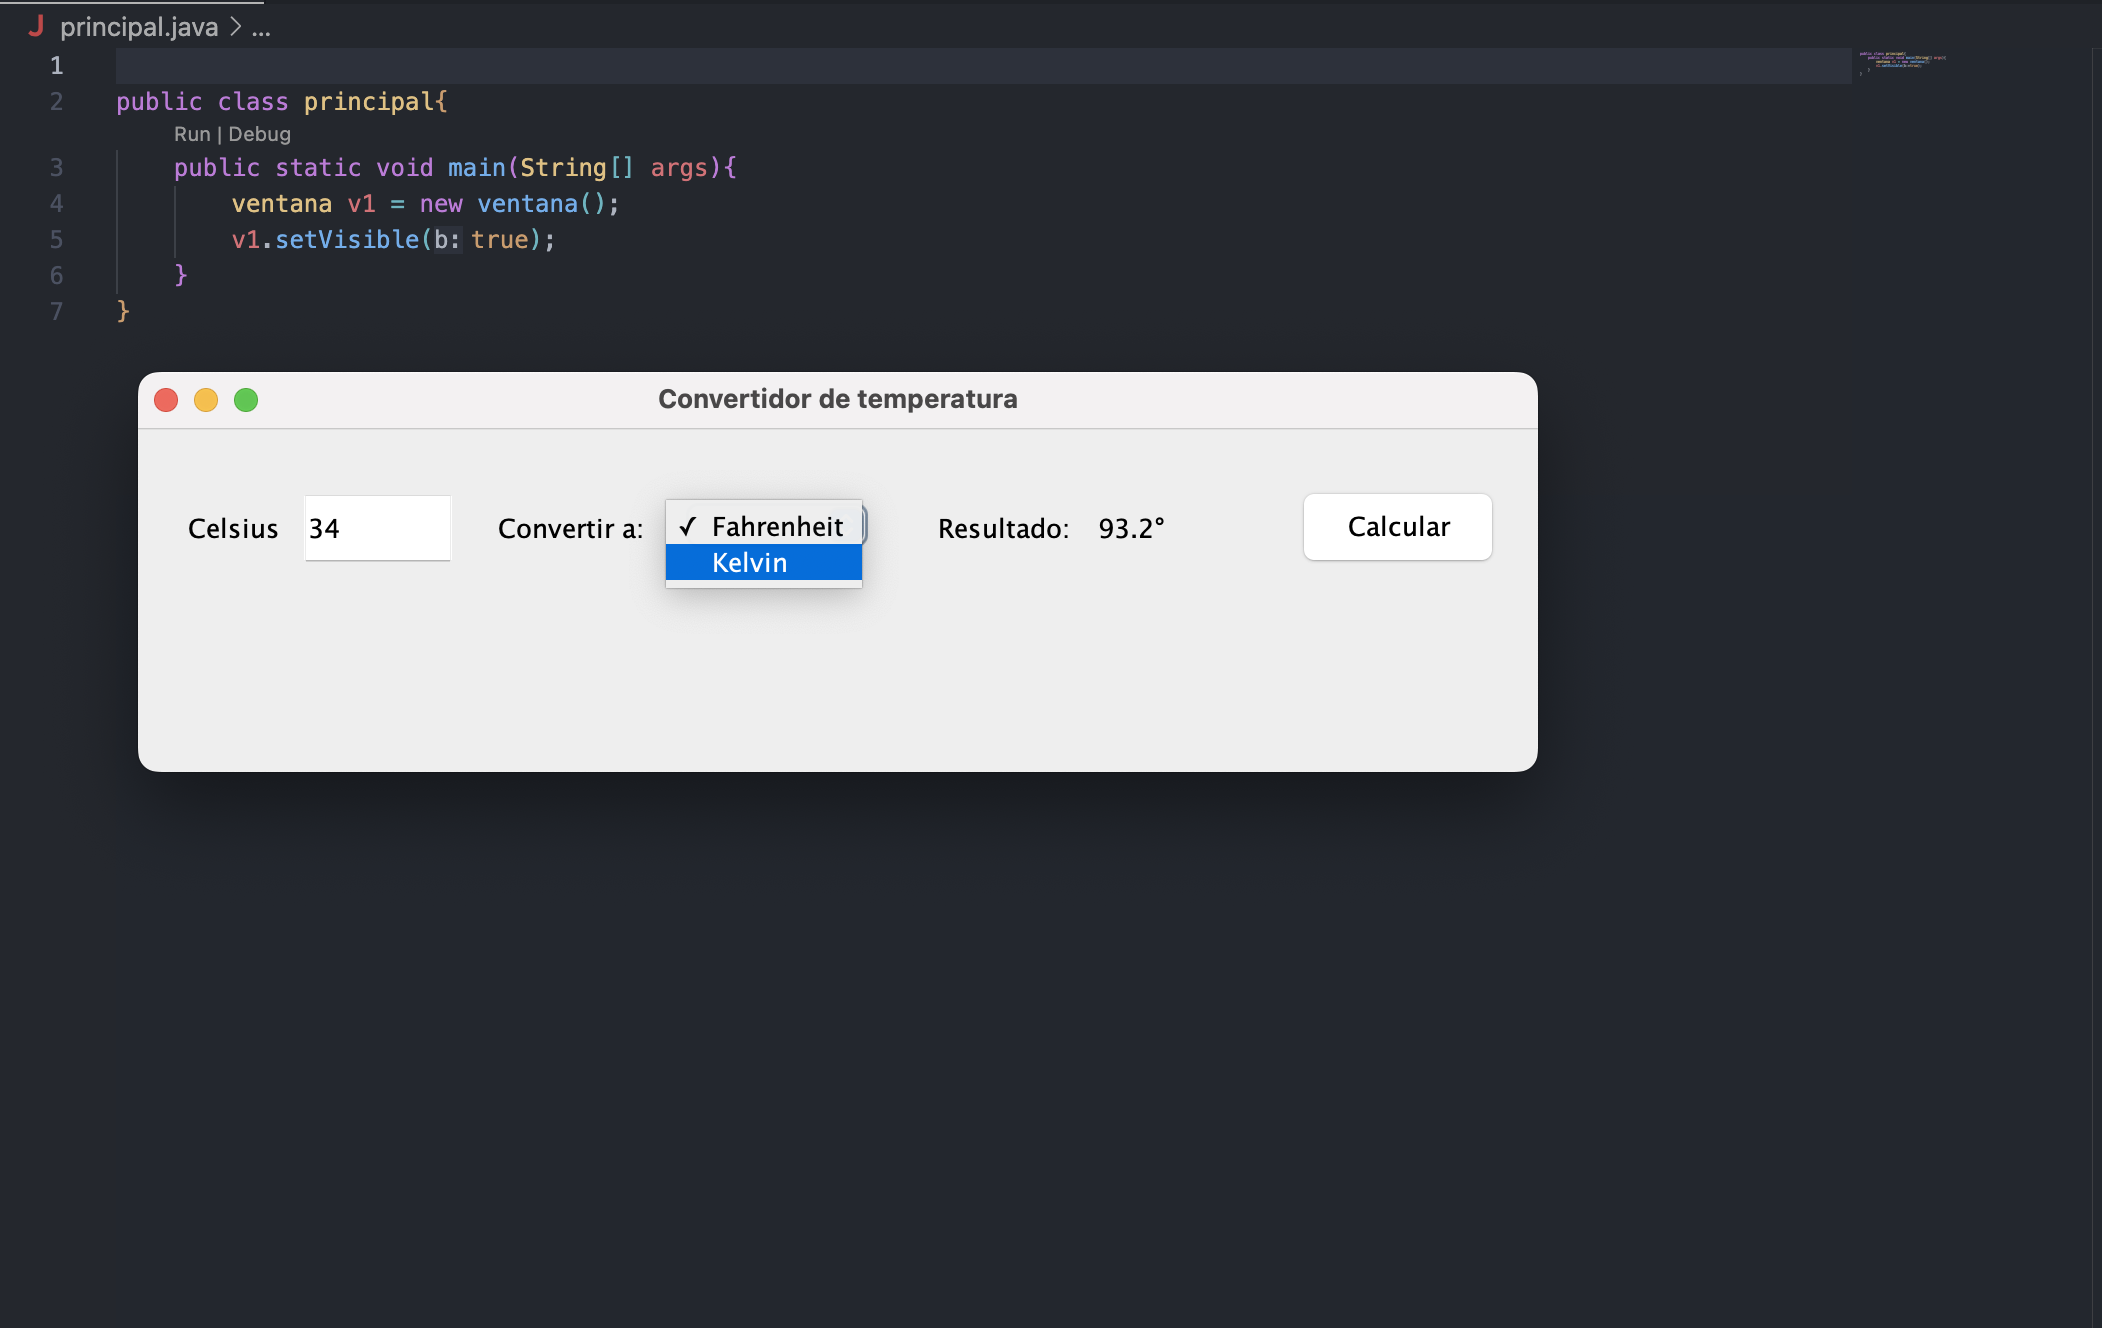 J principal.java > ...
1
2 public class principal{
Run | Debug
3 public static void main(String[] args){
4 ventana v1 = new ventana();
5 v1.setVisible(b: true);
6 }
7 }
Convertidor de temperatura
Celsius 34 Convertir a: ✓ Fahrenheit Resultado: 93.2° Calcular
Kelvin